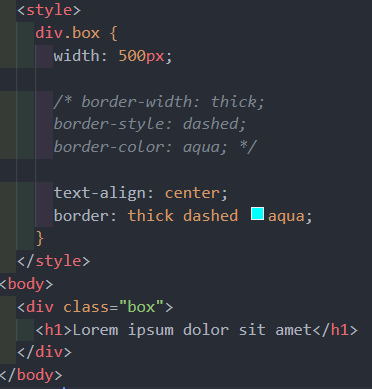 <style>
div.box {
width: 500px;
/* border-width: thick;
border-style: dashed;
border-color: aqua; */
text-align: center;
border: thick dashed aqua;
}
</style>
<body>
<div class="box">
<h1>Lorem ipsum dolor sit amet</h1>
</div>
</body>